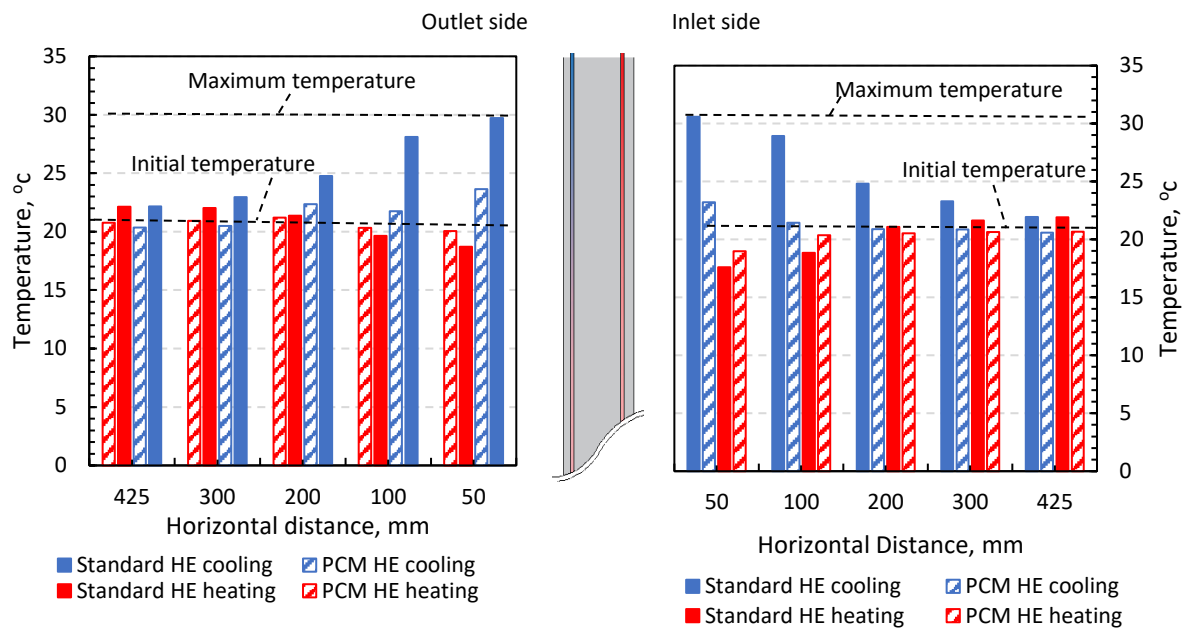 Outlet side
Inlet side
35
30
25
20
15
10
5
0
Temperature, ⁰c
Maximum temperature
Initial temperature
425 300 200 100 50
Horizontal distance, mm
Standard HE cooling
PCM HE cooling
Standard HE heating
PCM HE heating
Maximum temperature
Initial temperature
35
30
25
20
15
10
5
0
Temperature, ⁰c
50 100 200 300 425
Horizontal Distance, mm
Standard HE cooling
PCM HE cooling
Standard HE heating
PCM HE heating